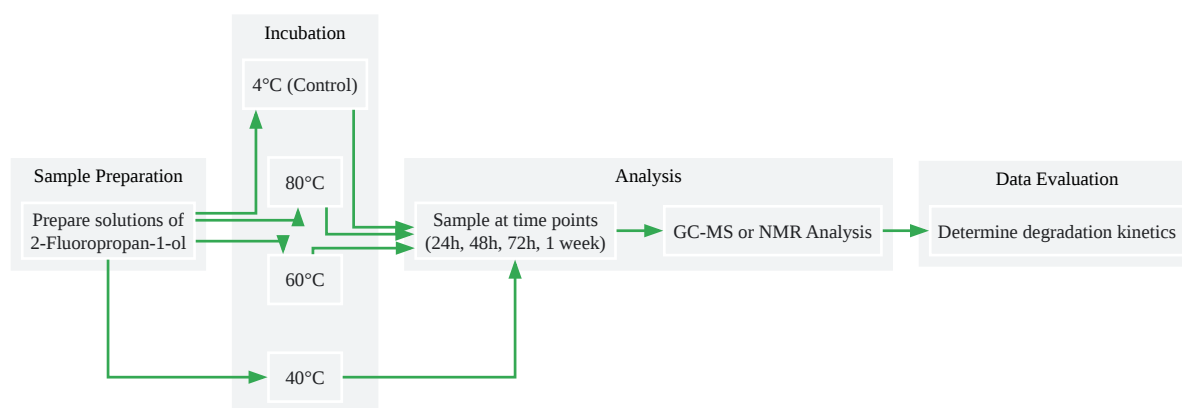 Incubation
4°C (Control)
80°C
60°C
40°C
Sample Preparation
Prepare solutions of
2-Fluoropropan-1-ol
Analysis
Sample at time points
(24h, 48h, 72h, 1 week)
GC-MS or NMR Analysis
Data Evaluation
Determine degradation kinetics